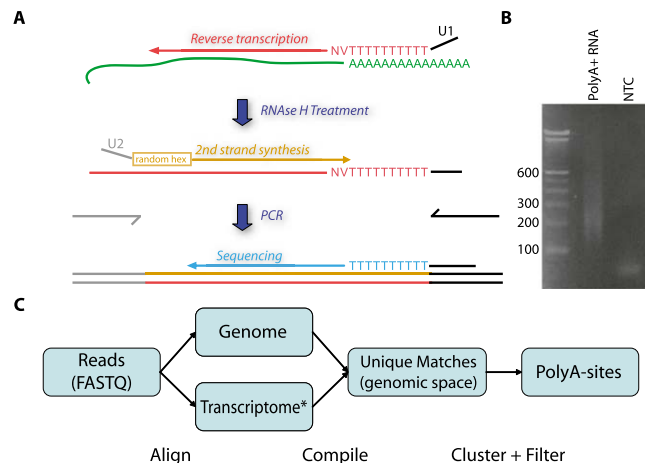 A
Reverse transcription
NVTTTTTTTTTT
U1
AAAAAAAAAAAAAAA
RNAse H Treatment
U2
random hex
2nd strand synthesis
NVTTTTTTTTTT
PCR
Sequencing
TTTTTTTTTT
B
PolyA+ RNA
NTC
600
300
200
100
C
Reads
(FASTQ)
Genome
Transcriptome*
Unique Matches
(genomic space)
PolyA-sites
Align
Compile
Cluster + Filter